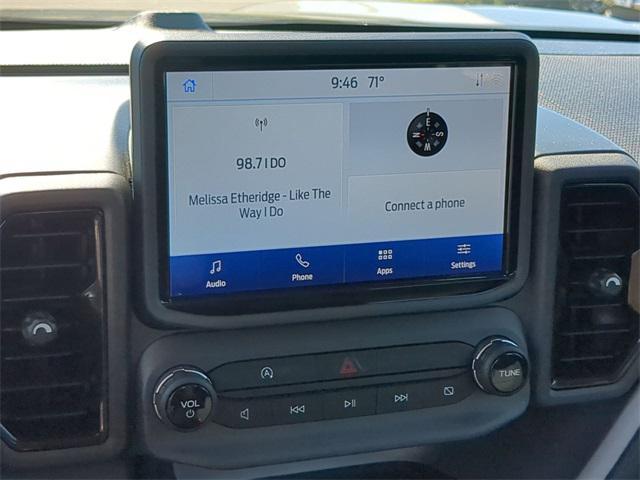 9:46 71°
98.7 I DO
Melissa Etheridge - Like The
Way I Do
E
N S
W
Connect a phone
Audio
Phone
Apps
Settings
VOL
TUNE
A